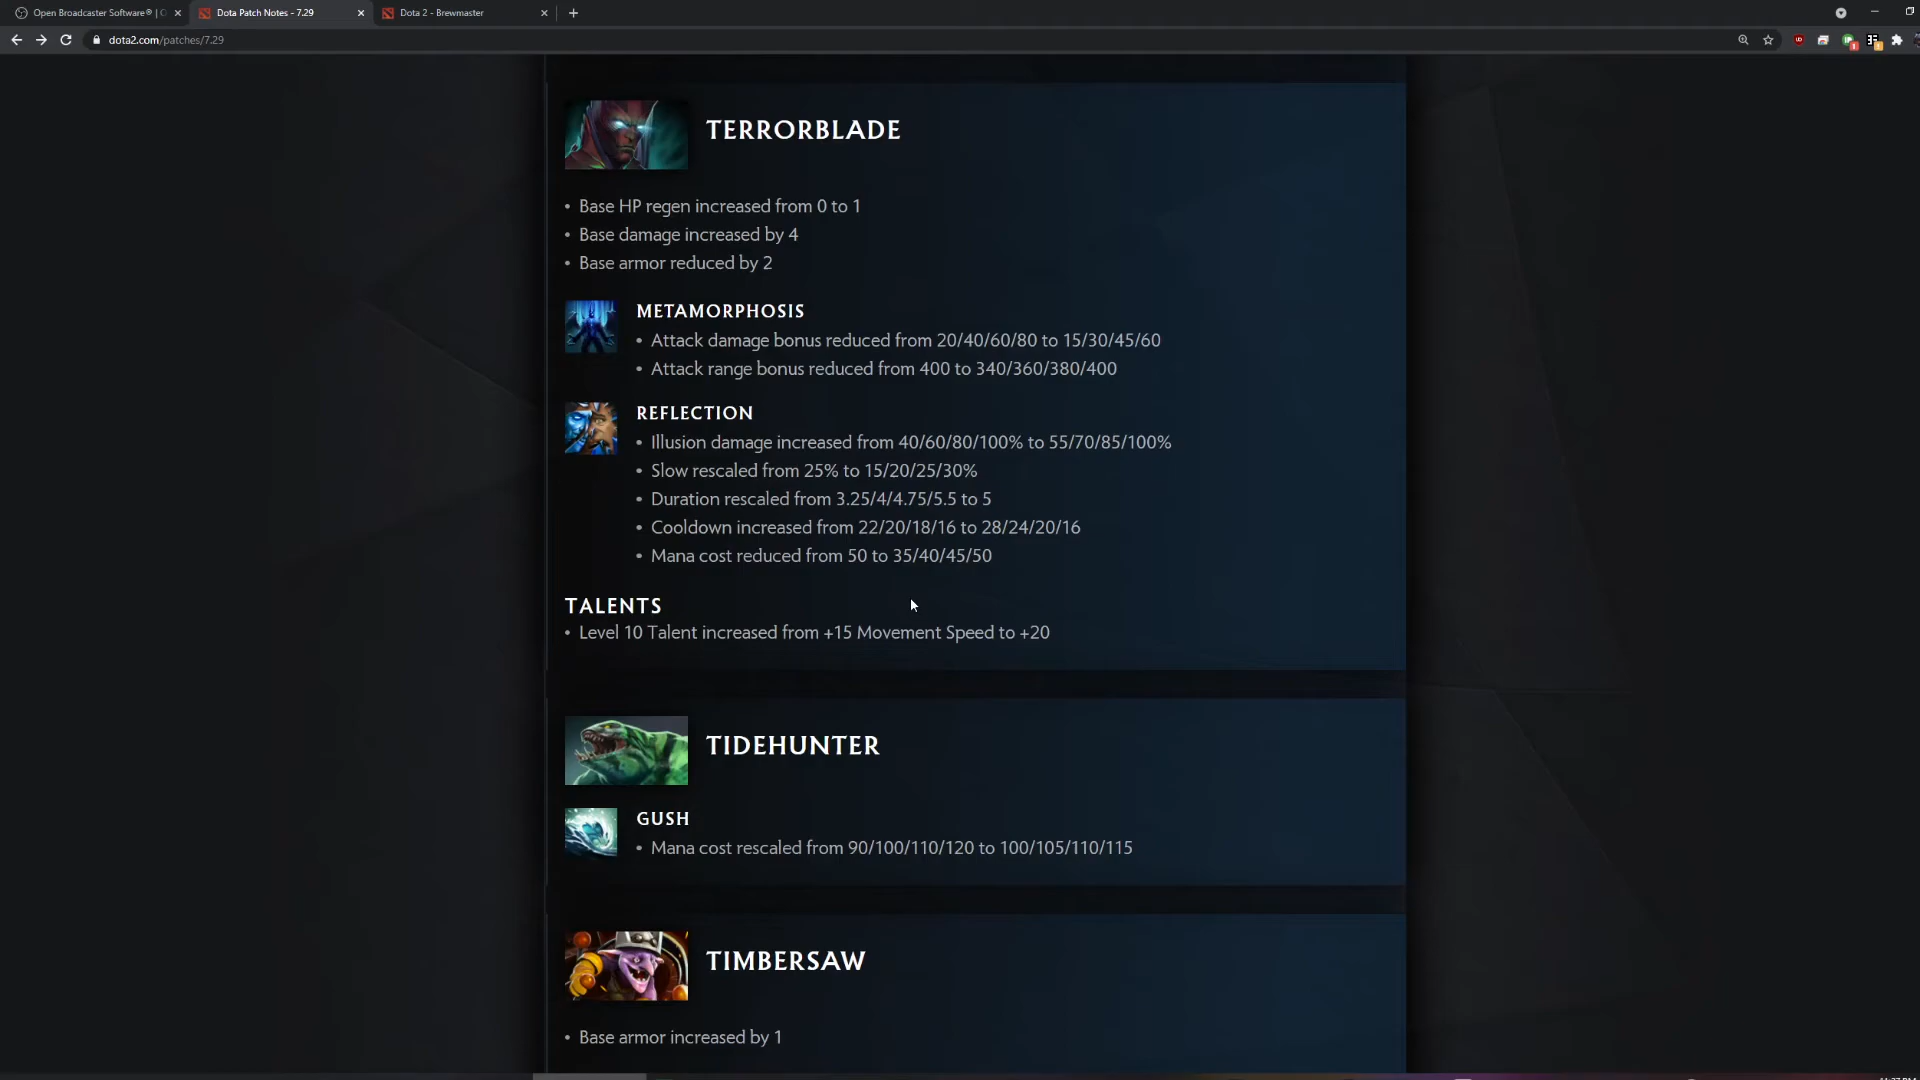 Open Broadcaster Software® |
Dota Patch Notes - 7.29
Dota 2 - Brewmaster
dota2.com/patches/7.29
TERRORBLADE
• Base HP regen increased from 0 to 1
• Base damage increased by 4
• Base armor reduced by 2
METAMORPHOSIS
• Attack damage bonus reduced from 20/40/60/80 to 15/30/45/60
• Attack range bonus reduced from 400 to 340/360/380/400
REFLECTION
• Illusion damage increased from 40/60/80/100% to 55/70/85/100%
• Slow rescaled from 25% to 15/20/25/30%
• Duration rescaled from 3.25/4/4.75/5.5 to 5
• Cooldown increased from 22/20/18/16 to 28/24/20/16
• Mana cost reduced from 50 to 35/40/45/50
TALENTS
• Level 10 Talent increased from +15 Movement Speed to +20
TIDEHUNTER
GUSH
• Mana cost rescaled from 90/100/110/120 to 100/105/110/115
TIMBERSAW
• Base armor increased by 1